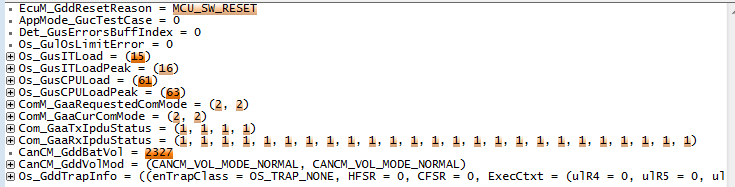 EcuM_GddResetReason = MCU_SW_RESET
AppMode_GucTestCase = 0
Det_GusErrorsBuffIndex = 0
Os_GulOsLimitError = 0
Os_GusITLoad = (15)
Os_GusITLoadPeak = (16)
Os_GusCPULoad = (61)
Os_GusCPULoadPeak = (63)
ComM_GaaRequestedComMode = (2, 2)
ComM_GaaCurComMode = (2, 2)
Com_GaaTxIpduStatus = (1, 1, 1, 1)
Com_GaaRxIpduStatus = (1, 1, 1, 1, 1, 1, 1, 1, 1, 1, 1, 1, 1, 1, 1, 1, 1, 1, 1, 1, 1, 1, 1, 1, 1)
CanCM_GddBatVol = 2327
CanCM_GddVolMod = (CANCM_VOL_MODE_NORMAL, CANCM_VOL_MODE_NORMAL)
Os_GddTrapInfo = ((enTrapClass = OS_TRAP_NONE, HFSR = 0, CFSR = 0, ExecCtxt = (ulR4 = 0, ulR5 = 0, ul